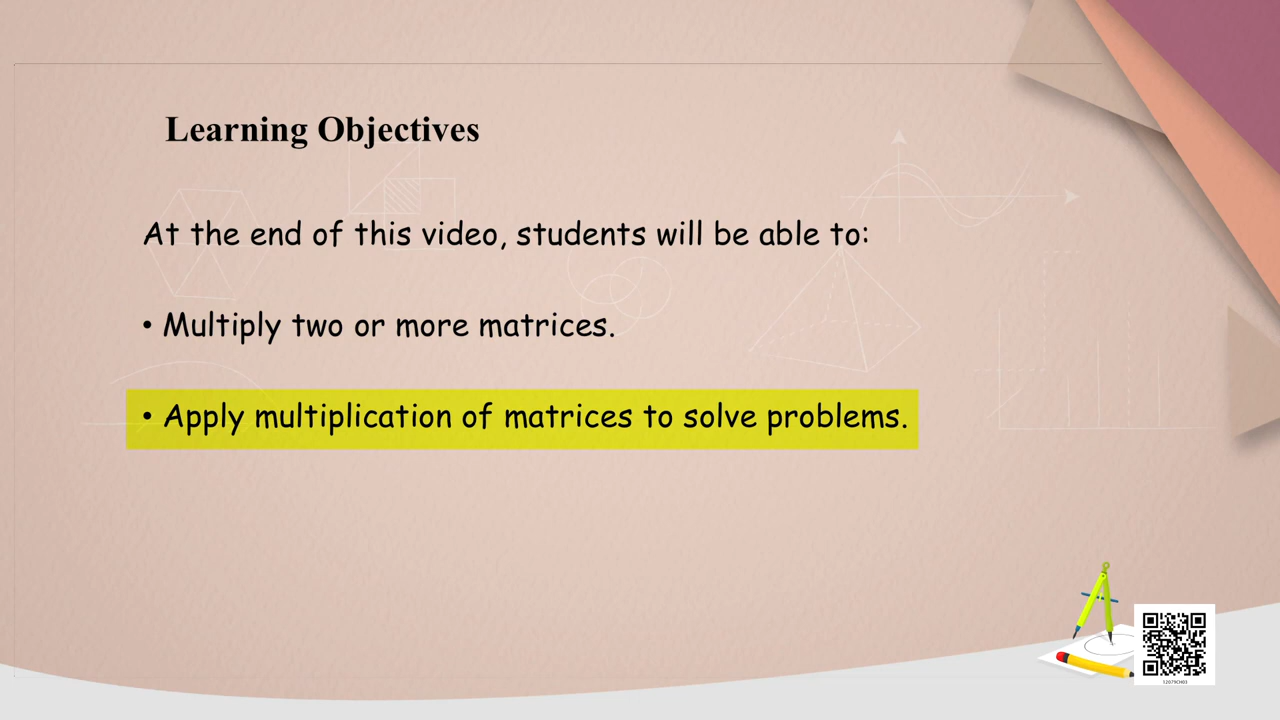 Learning Objectives
At the end of this video, students will be able to:
• Multiply two or more matrices.
• Apply multiplication of matrices to solve problems.
12079CH03